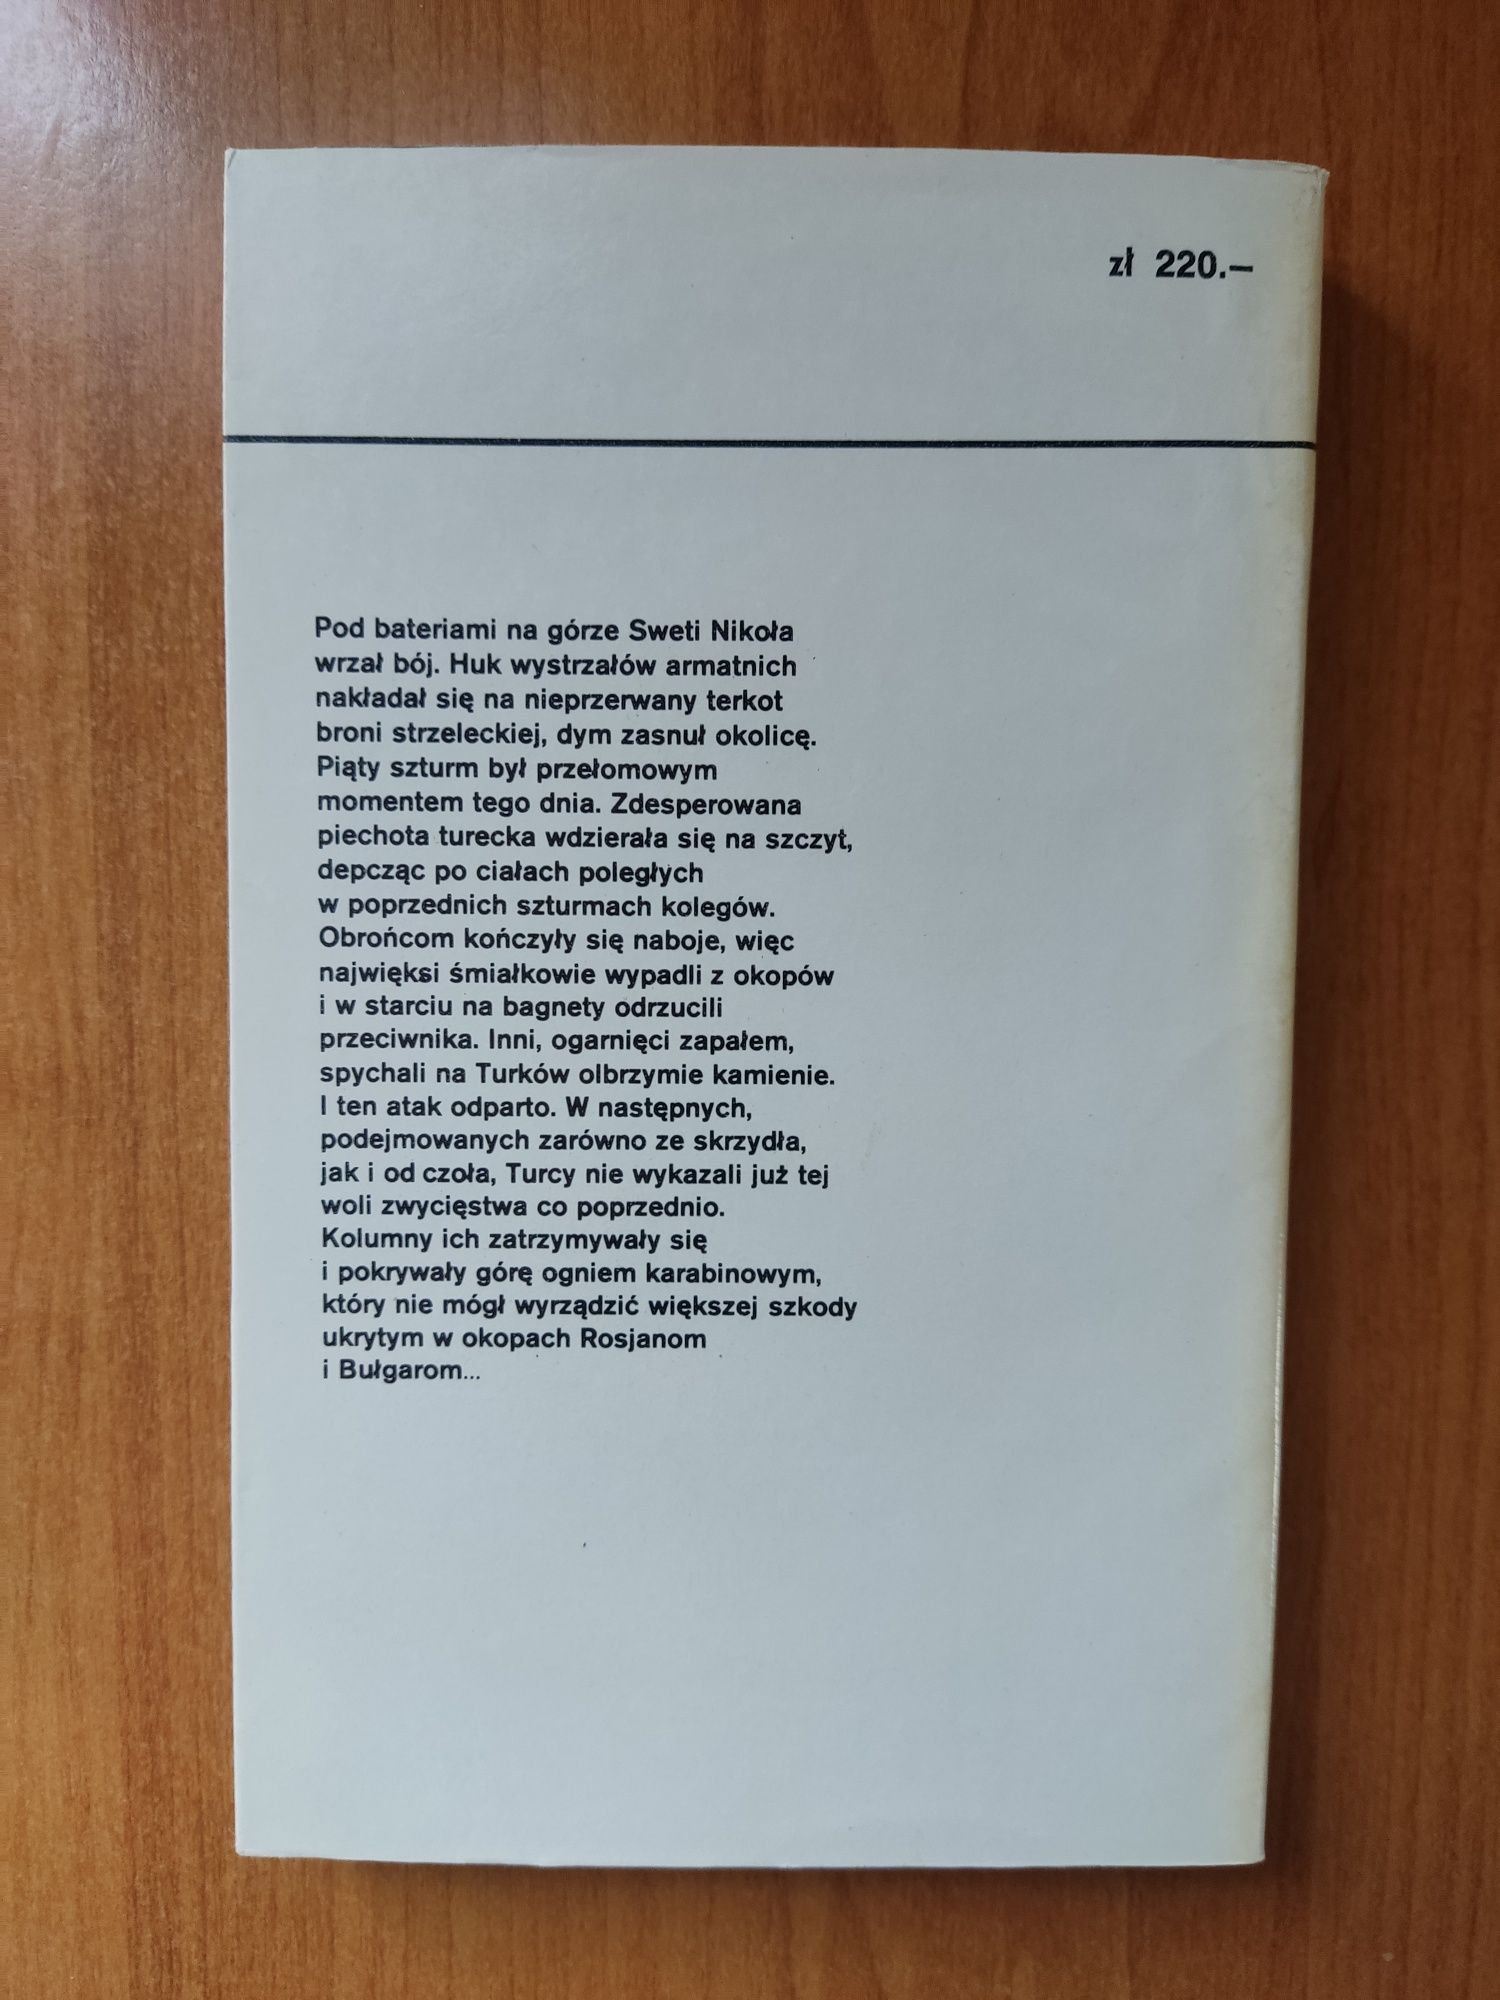 zł 220.—
Pod bateriami na górze Sweti Nikoła
wrzał bój. Huk wystrzałów armatnich
nakładał się na nieprzerwany terkot
broni strzeleckiej, dym zasnuł okolicę.
Piąty szturm był przełomowym
momentem tego dnia. Zdesperowana
piechota turecka wdzierała się na szczyt,
depcząc po ciałach poległych
w poprzednich szturmach kolegów.
Obrońcom kończyły się naboje, więc
najwięksi śmiałkowie wypadli z okopów
i w starciu na bagnety odrzucili
przeciwnika. Inni, ogarnięci zapałem,
spychali na Turków olbrzymie kamienie.
I ten atak odparto. W następnych,
podejmowanych zarówno ze skrzydła,
jak i od czoła, Turcy nie wykazali już tej
woli zwycięstwa co poprzednio.
Kolumny ich zatrzymywały się
i pokrywały górę ogniem karabinowym,
który nie mógł wyrządzić większej szkody
ukrytym w okopach Rosjanom
i Bułgarom...